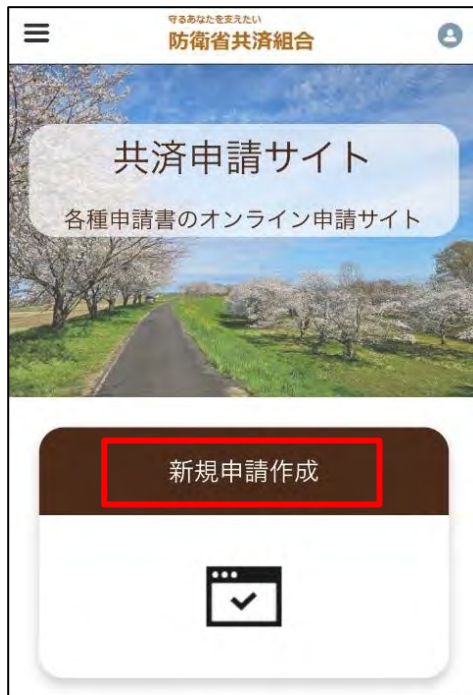 守るあなたを支えたい
防衛省共済組合
共済申請サイト
各種申請書のオンライン申請サイト
新規申請作成